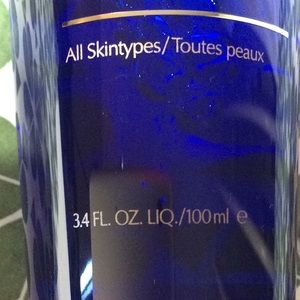 All Skintypes/Toutes peaux
3.4 FL. OZ. LIQ./100ml e